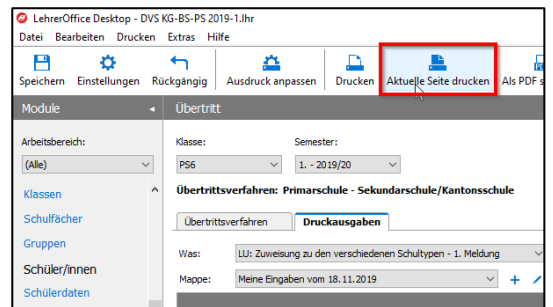 LehrerOffice Desktop - DVS KG-BS-PS 2019-1.lhr
Datei Bearbeiten Drucken Extras Hilfe
Speichern Einstellungen Rückgängig Ausdruck anpassen Drucken Aktuelle Seite drucken Als PDF s
Module Übertritt
Arbeitsbereich: Klasse: Semester:
(Alle) PS6 1. - 2019/20
Klassen Übertrittsverfahren: Primarschule - Sekundarschule/Kantonsschule
Schulfächer Übertrittsverfahren Druckausgaben
Gruppen Was: LU: Zuweisung zu den verschiedenen Schultypen - 1. Meldung
Schüler/innen Mappe: Meine Eingaben vom 18.11.2019
Schülerdaten